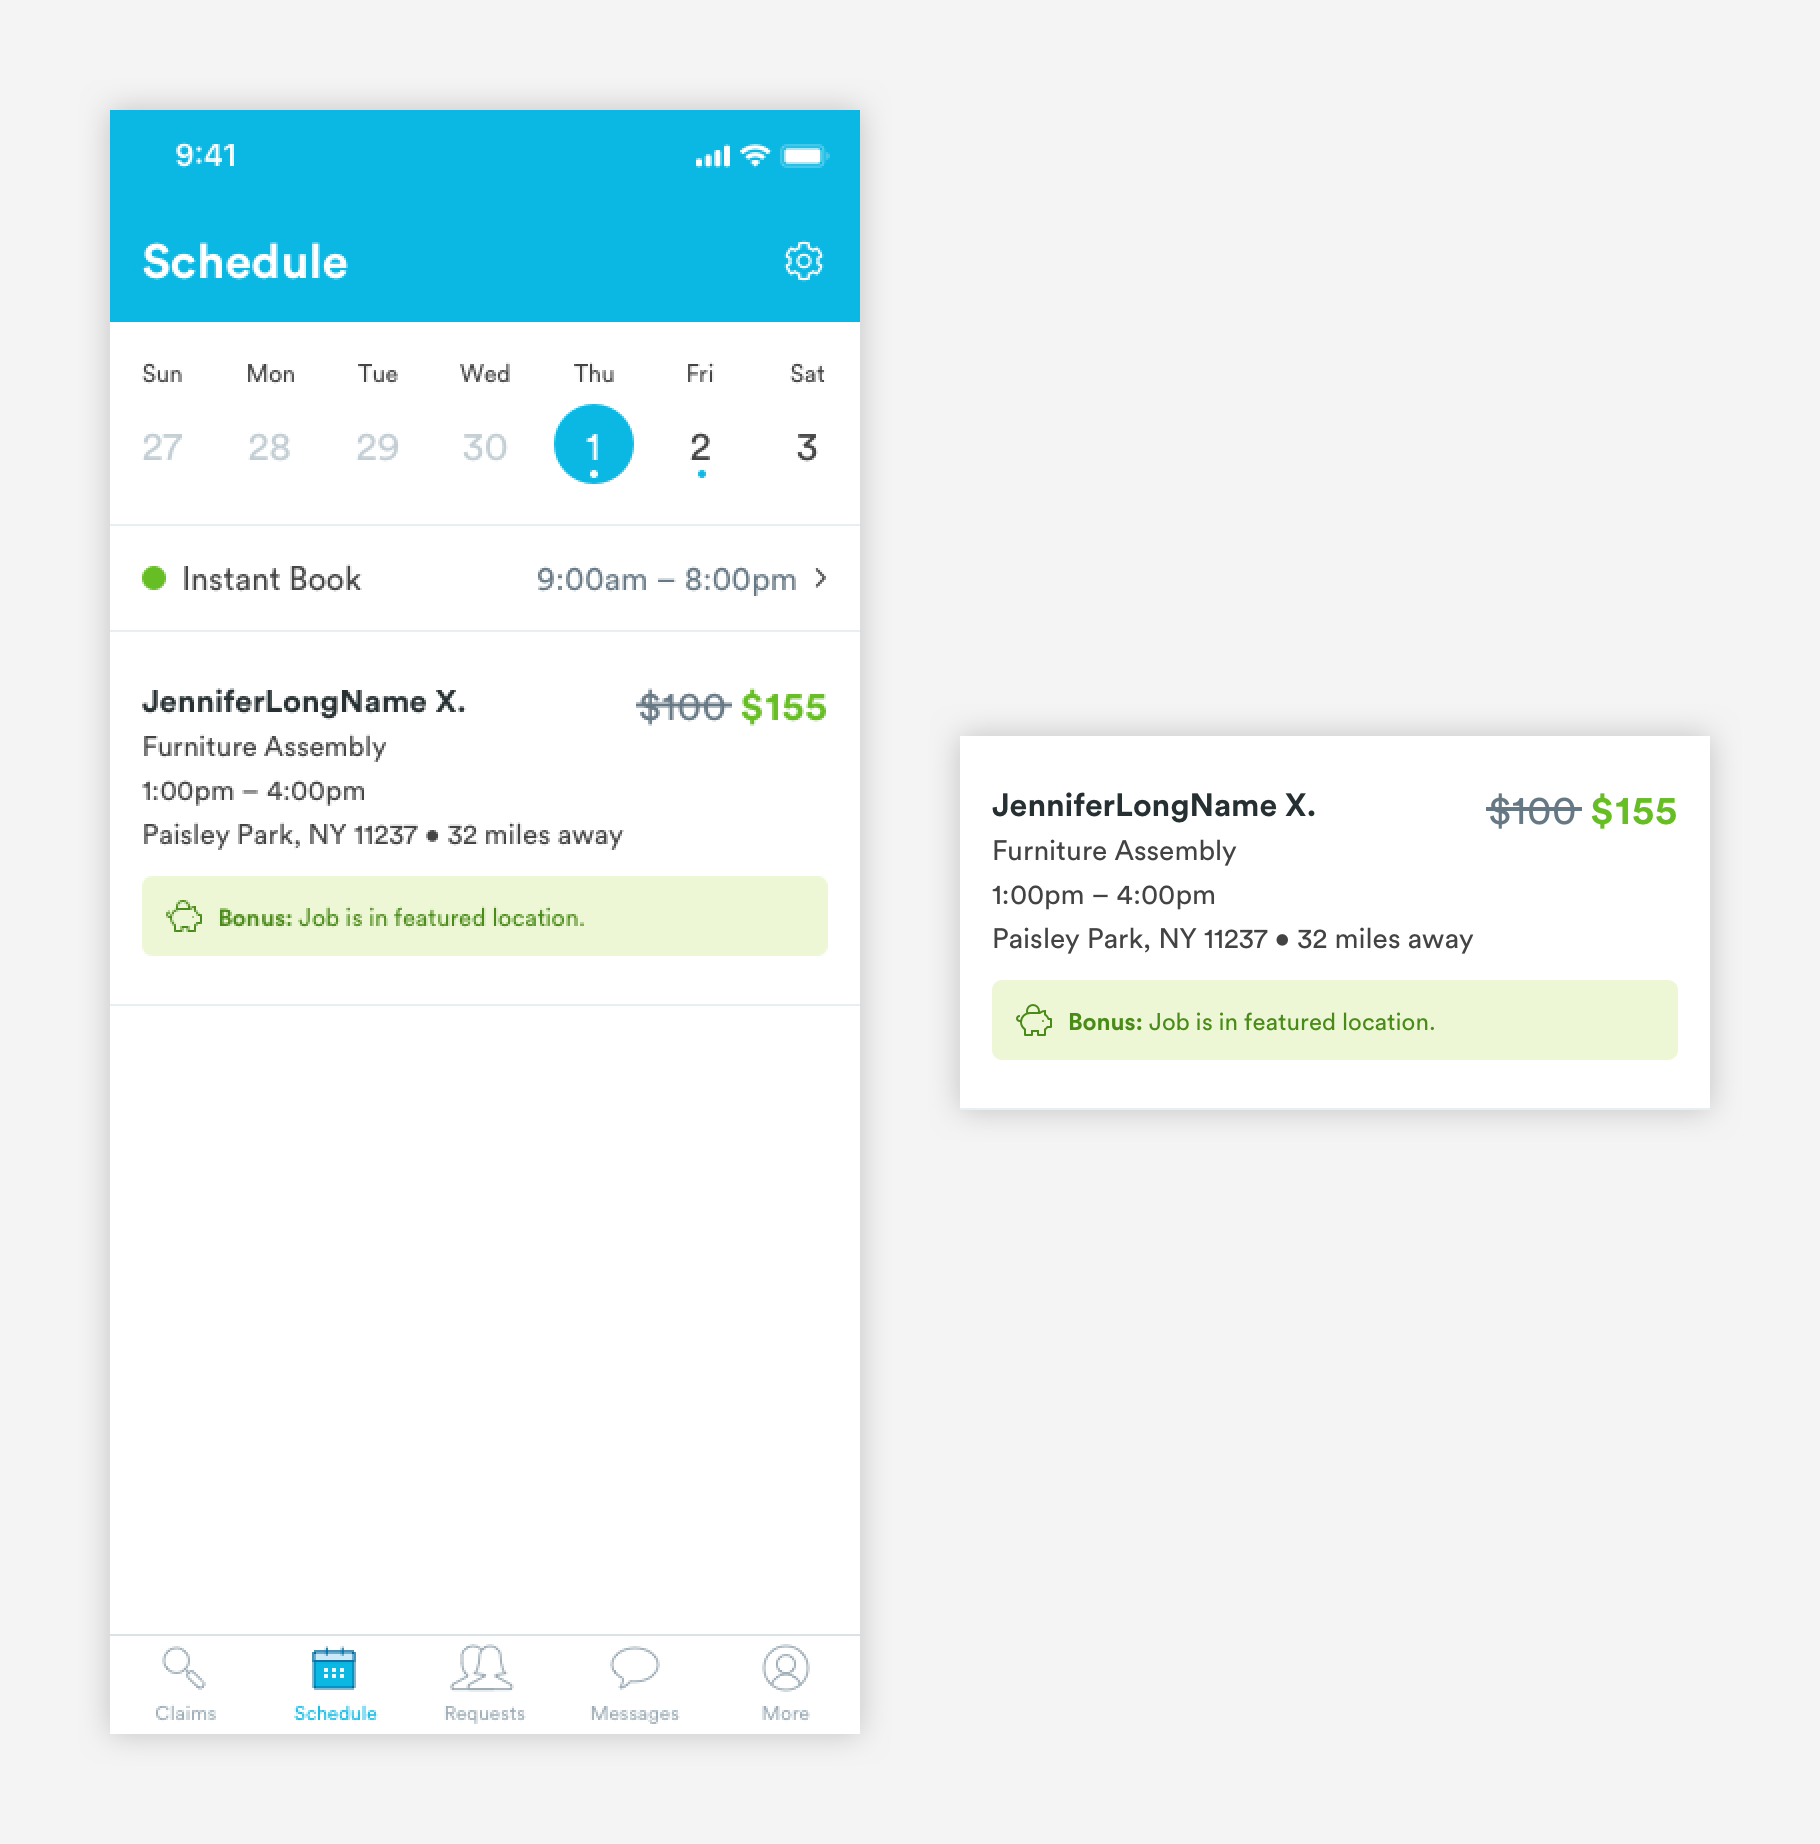 9:41
Schedule
Sun Mon Tue Wed Thu Fri Sat
27 28 29 30 1 2 3
Instant Book 9:00am – 8:00pm
JenniferLongName X. $100 $155
Furniture Assembly
1:00pm – 4:00pm
Paisley Park, NY 11237 • 32 miles away
Bonus: Job is in featured location.
Claims Schedule Requests Messages More
JenniferLongName X. $100 $155
Furniture Assembly
1:00pm – 4:00pm
Paisley Park, NY 11237 • 32 miles away
Bonus: Job is in featured location.